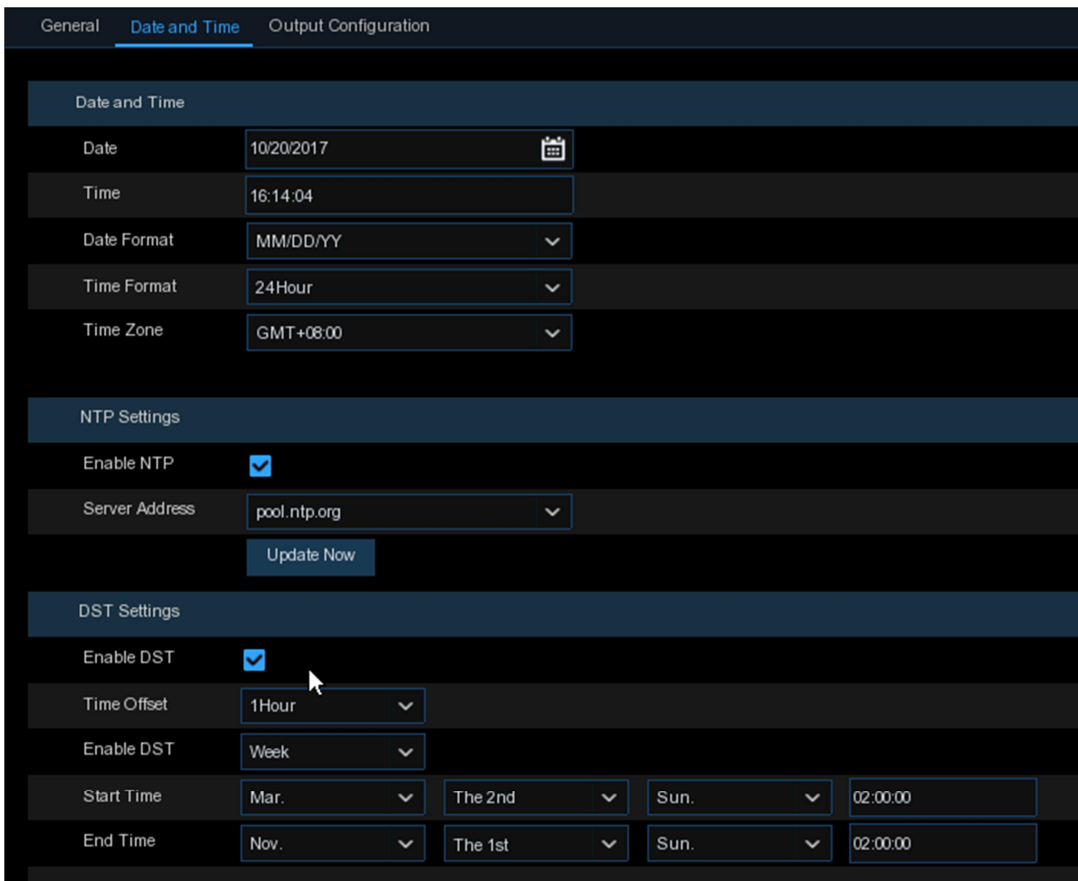 General Date and Time Output Configuration
Date and Time
Date 10/20/2017
Time 16:14:04
Date Format MM/DD/YY
Time Format 24Hour
Time Zone GMT+08:00
NTP Settings
Enable NTP
Server Address pool.ntp.org
Update Now
DST Settings
Enable DST
Time Offset 1Hour
Enable DST Week
Start Time Mar. The 2nd Sun. 02:00:00
End Time Nov. The 1st Sun. 02:00:00